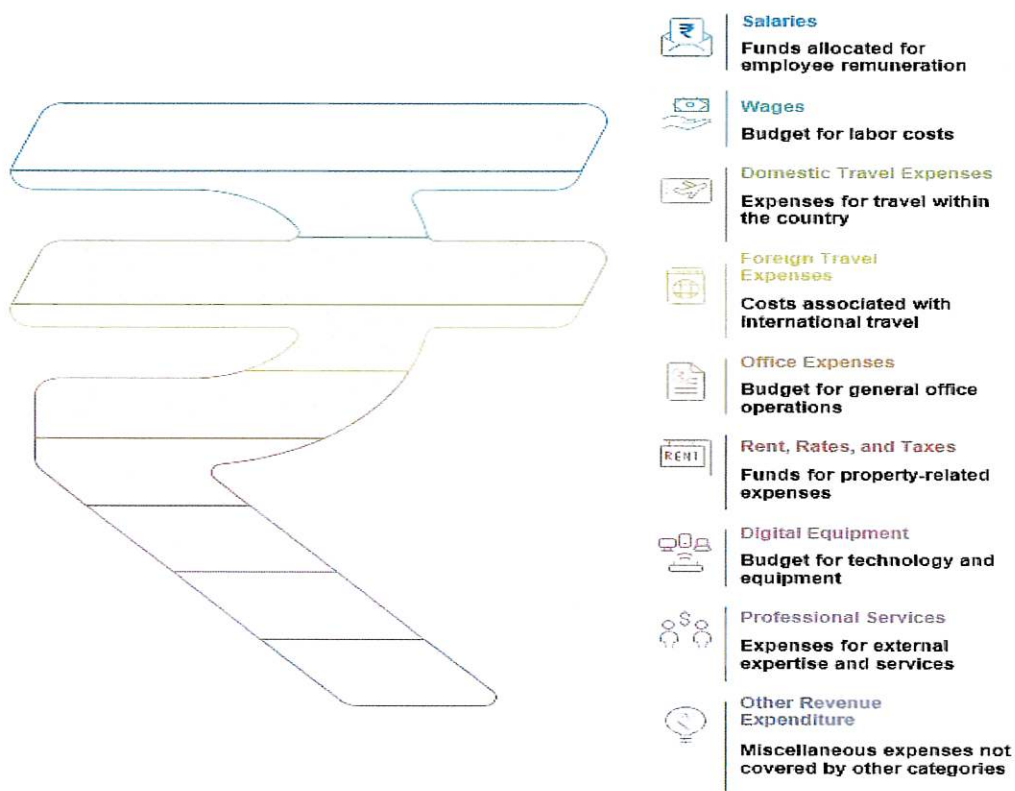 ₹
Salaries
Funds allocated for
employee remuneration
Wages
Budget for labor costs
Domestic Travel Expenses
Expenses for travel within
the country
Foreign Travel
Expenses
Costs associated with
international travel
Office Expenses
Budget for general office
operations
RENT
Rent, Rates, and Taxes
Funds for property-related
expenses
Digital Equipment
Budget for technology and
equipment
$
Professional Services
Expenses for external
expertise and services
$
Other Revenue
Expenditure
Miscellaneous expenses not
covered by other categories